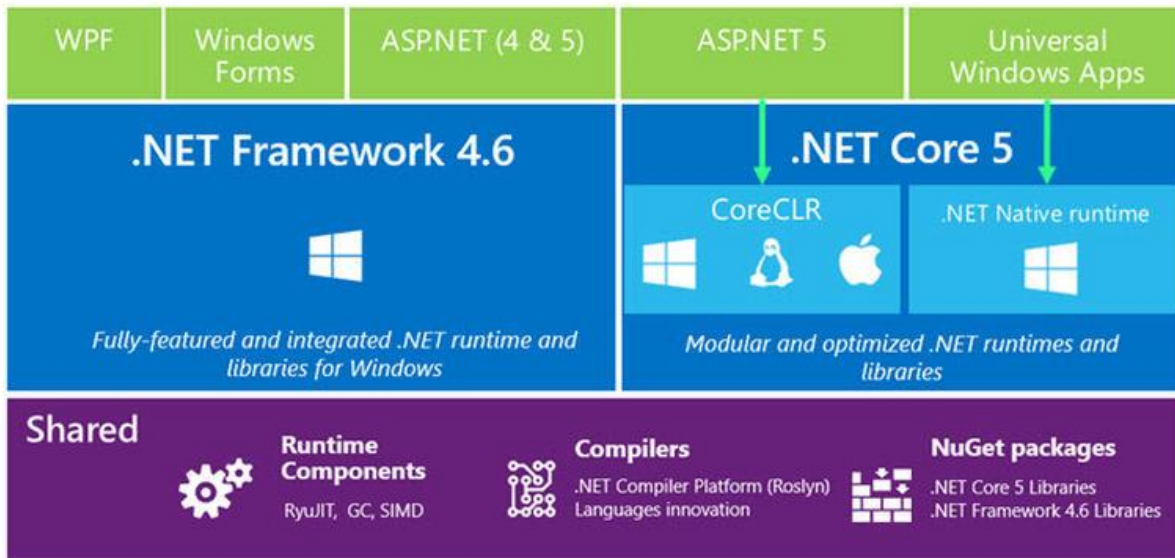 WPF
Windows
Forms
ASP.NET (4 & 5)
ASP.NET 5
Universal
Windows Apps
.NET Framework 4.6
Fully-featured and integrated .NET runtime and
libraries for Windows
.NET Core 5
CoreCLR
.NET Native runtime
Modular and optimized .NET runtimes and
libraries
Shared
Runtime
Components
RyuJIT, GC, SIMD
Compilers
.NET Compiler Platform (Roslyn)
Languages innovation
NuGet packages
.NET Core 5 Libraries
.NET Framework 4.6 Libraries